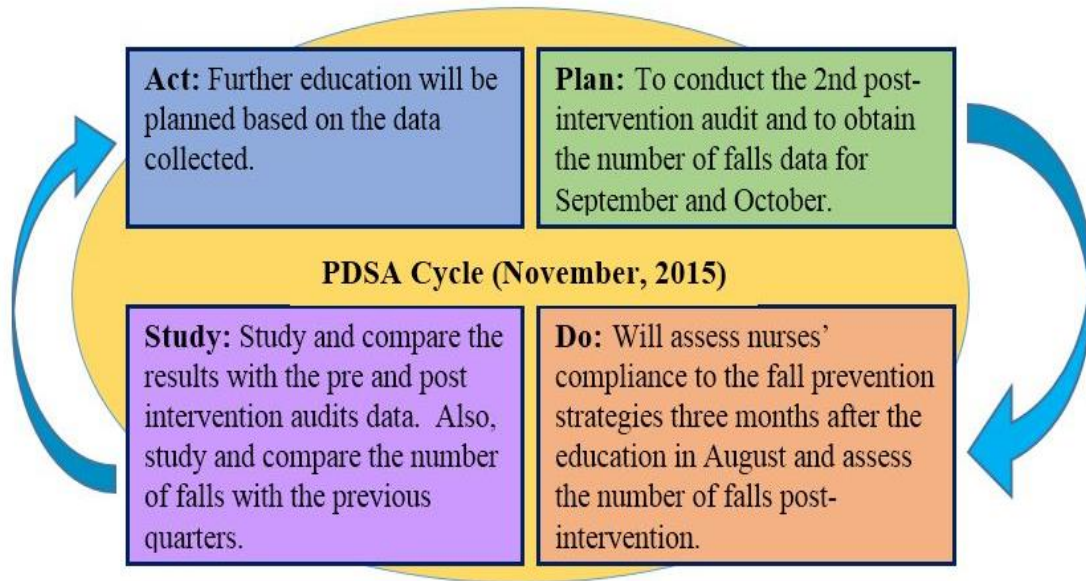 Act: Further education will be
planned based on the data
collected.
Plan: To conduct the 2nd post-
intervention audit and to obtain
the number of falls data for
September and October.
PDSA Cycle (November, 2015)
Study: Study and compare the
results with the pre and post
intervention audits data. Also,
study and compare the number
of falls with the previous
quarters.
Do: Will assess nurses’
compliance to the fall prevention
strategies three months after the
education in August and assess
the number of falls post-
intervention.